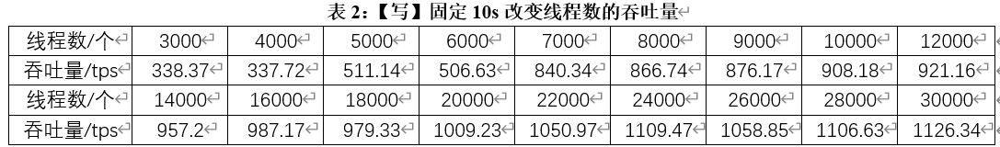 表 2：【写】固定 10s 改变线程数的吞吐量
线程数/个 3000 4000 5000 6000 7000 8000 9000 10000 12000
吞吐量/tps 338.37 337.72 511.14 506.63 840.34 866.74 876.17 908.18 921.16
线程数/个 14000 16000 18000 20000 22000 24000 26000 28000 30000
吞吐量/tps 957.2 987.17 979.33 1009.23 1050.97 1109.47 1058.85 1106.63 1126.34